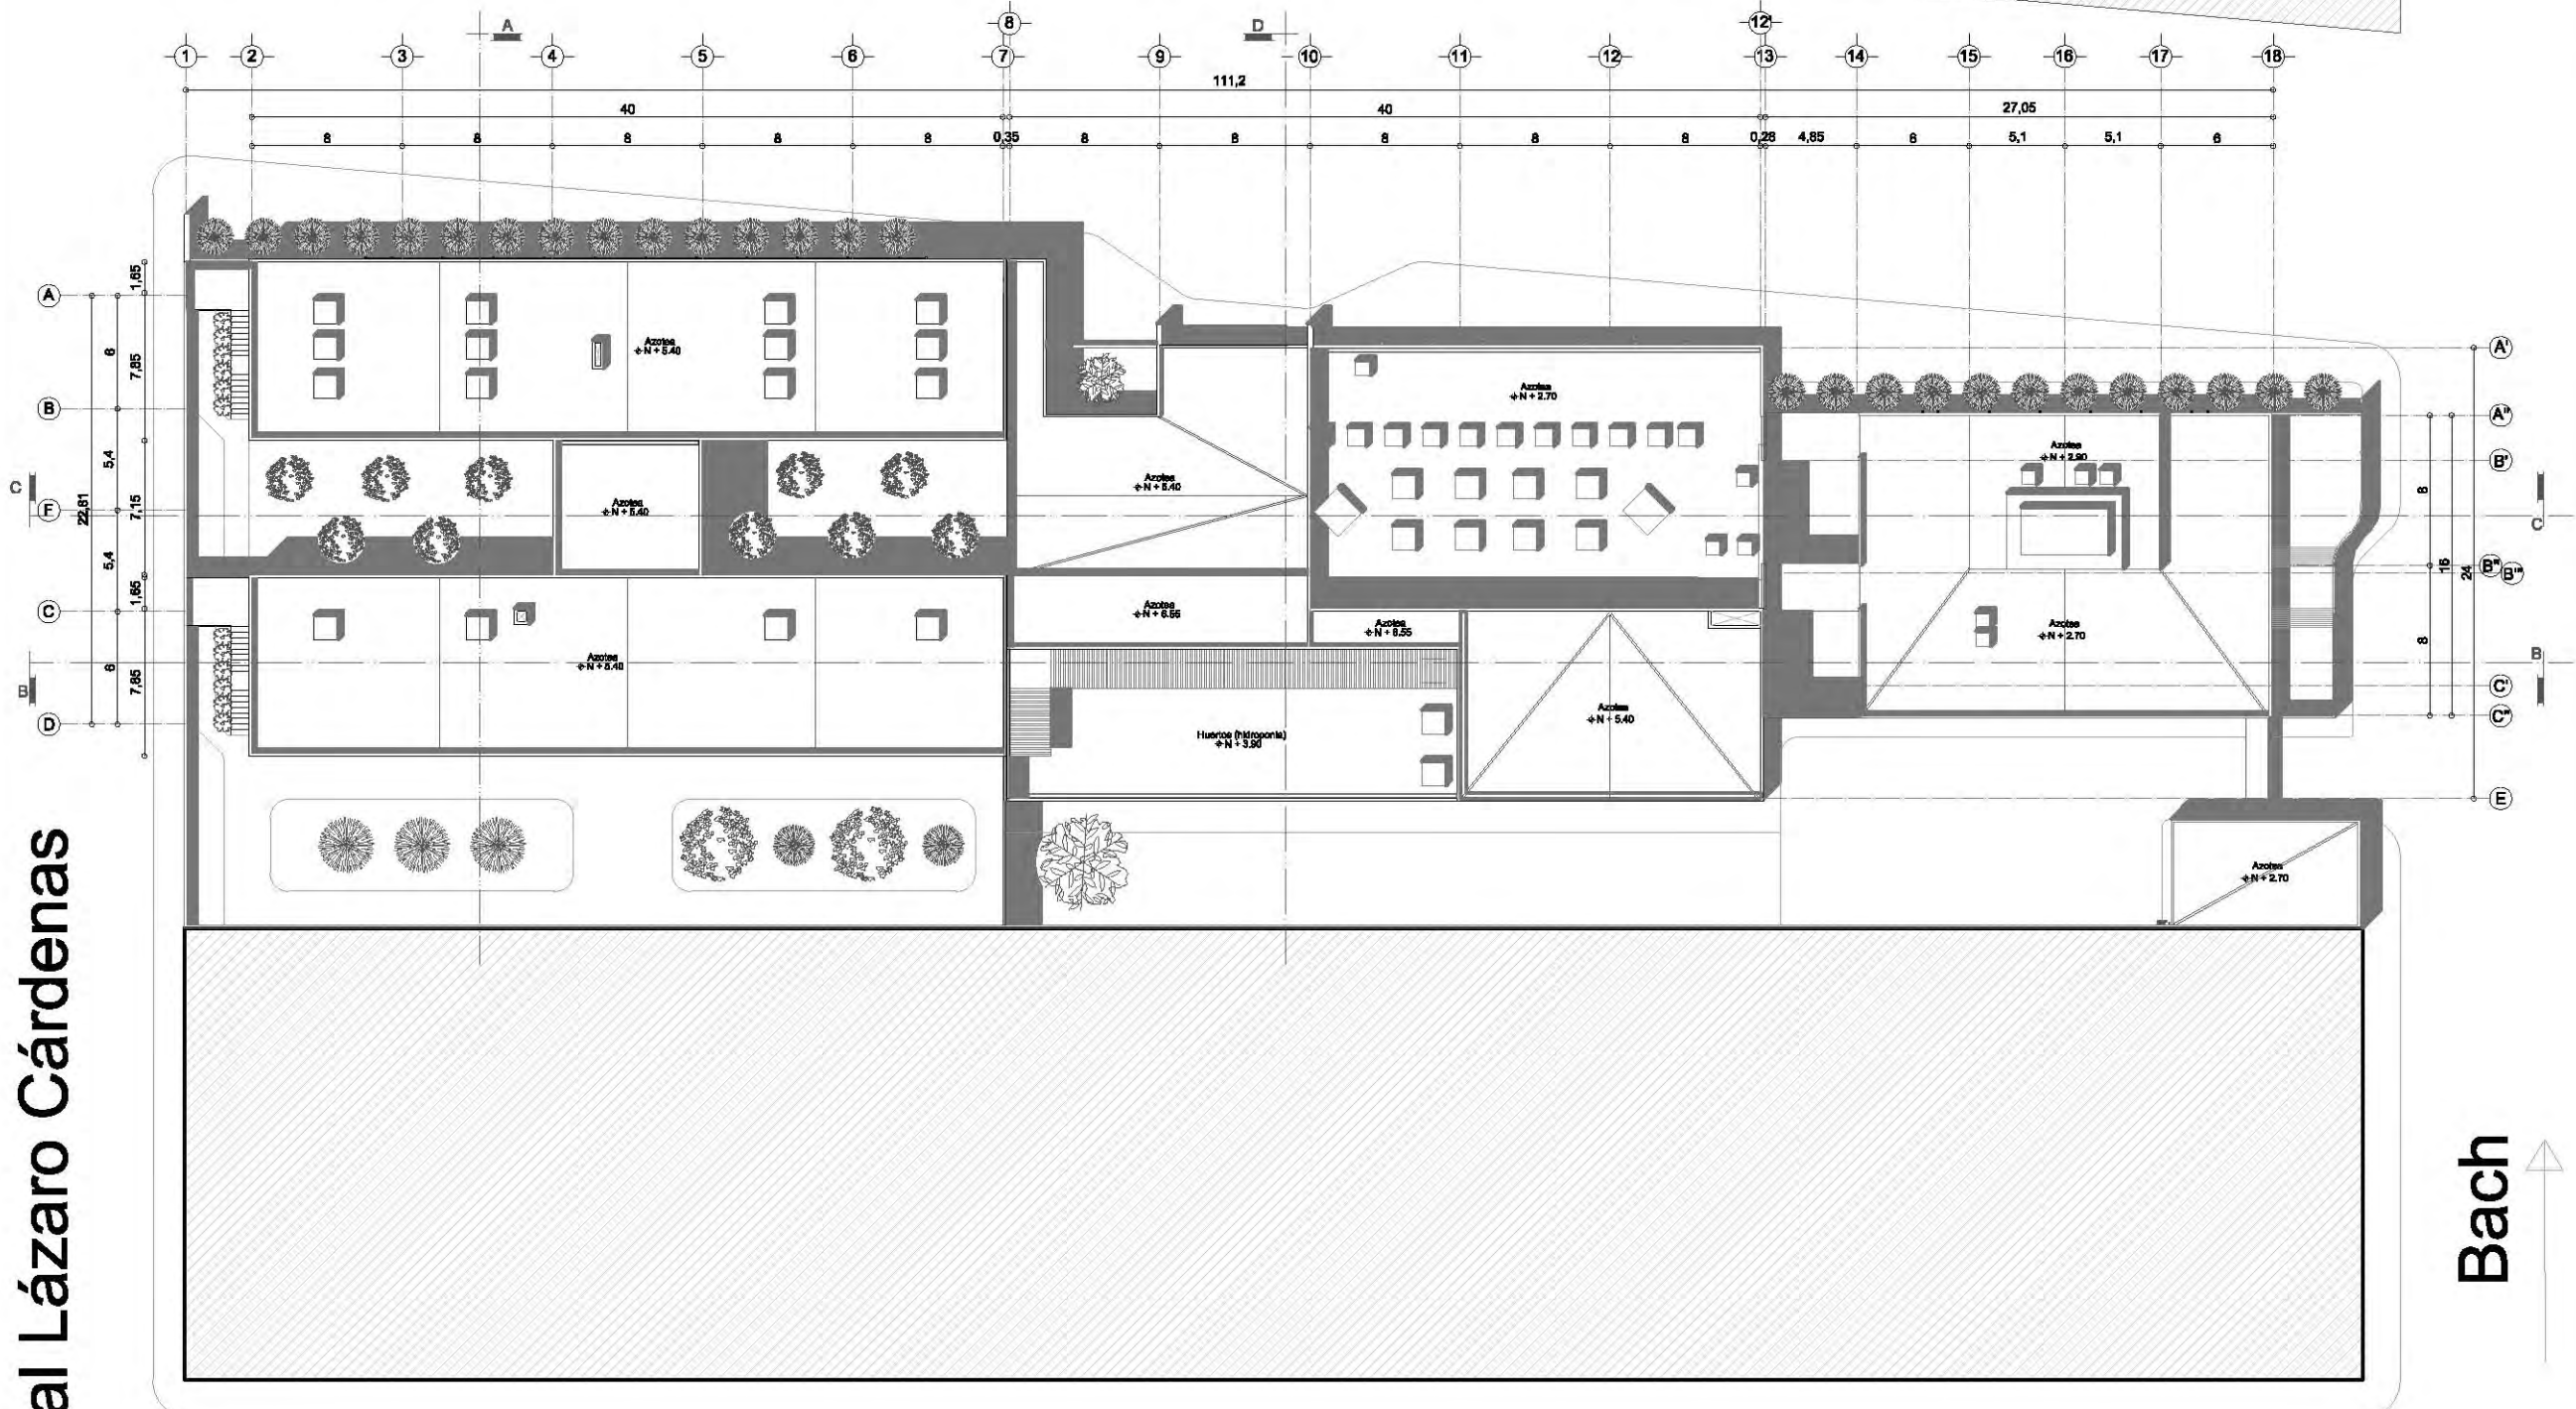 A
D
8
12'
1 2 3 4 5 6 7 9 10 11 12 13 14 15 16 17 18
111,2
40 40 27,05
8 8 8 8 8 0,35 8 8 8 8 8 0,28 4,85 6 5,1 5,1 6
A
B
F
C
D
C
B
22,81
6
5,4
5,4
6
1,65
7,85
7,15
1,65
7,85
Azotea
N + 5.40
Azotea
N + 5.40
Azotea
N + 5.40
Azotea
N + 5.40
Azotea
N + 2.70
Azotea
N + 6.55
Azotea
N + 6.55
Huertos (hidroponia)
N + 3.90
Azotea
N + 5.40
Azotea
N + 2.90
Azotea
N + 2.70
Azotea
N + 2.70
A'
A"
B'
C
B"
B'"
B
C'
C"
E
8
8
16
24
al Lázaro Cárdenas
Bach